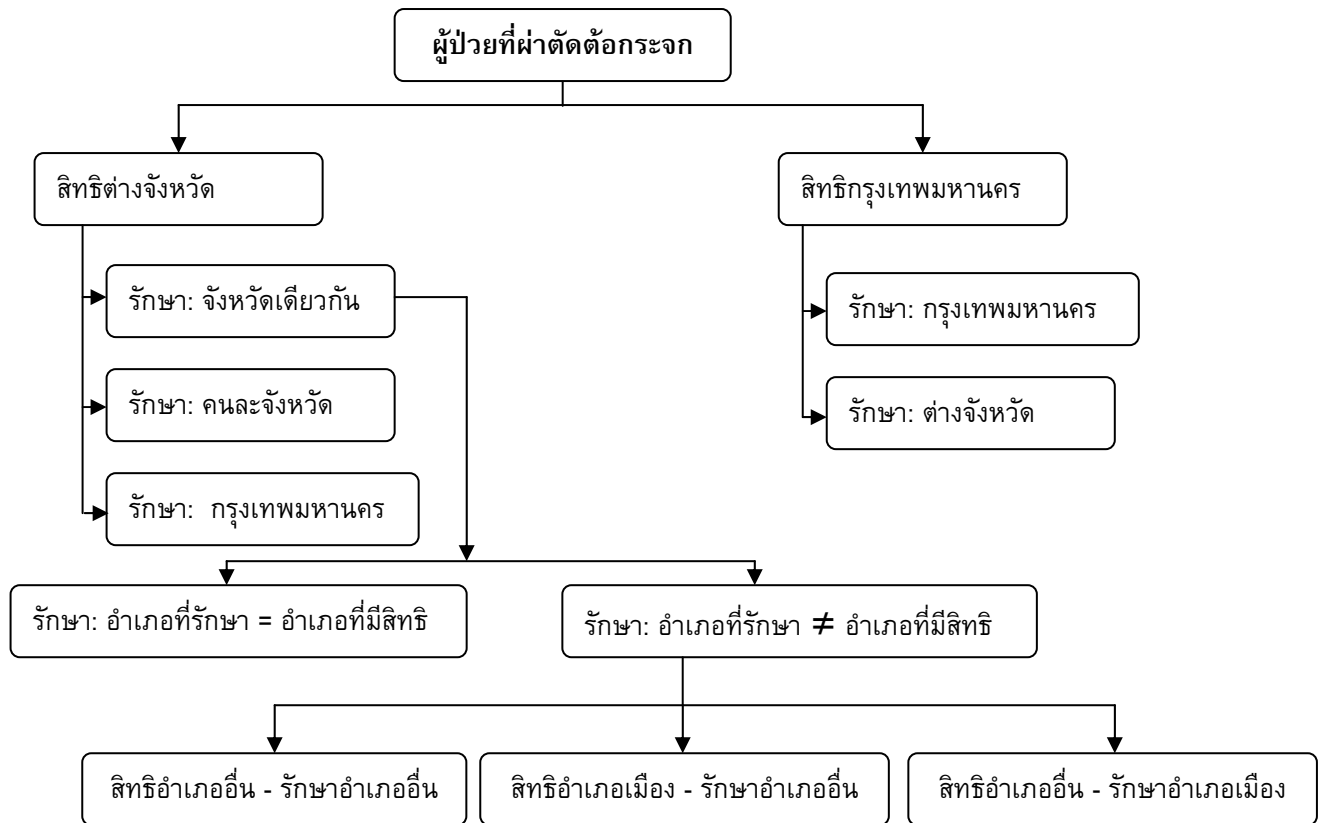 ผู้ป่วยที่ผ่าตัดต้อกระจก
สิทธิต่างจังหวัด
สิทธิกรุงเทพมหานคร
รักษา: จังหวัดเดียวกัน
รักษา: คนละจังหวัด
รักษา: กรุงเทพมหานคร
รักษา: กรุงเทพมหานคร
รักษา: ต่างจังหวัด
รักษา: อำเภอที่รักษา = อำเภอที่มีสิทธิ
รักษา: อำเภอที่รักษา ≠ อำเภอที่มีสิทธิ
สิทธิอำเภออื่น - รักษาอำเภออื่น
สิทธิอำเภอเมือง - รักษาอำเภออื่น
สิทธิอำเภออื่น - รักษาอำเภอเมือง